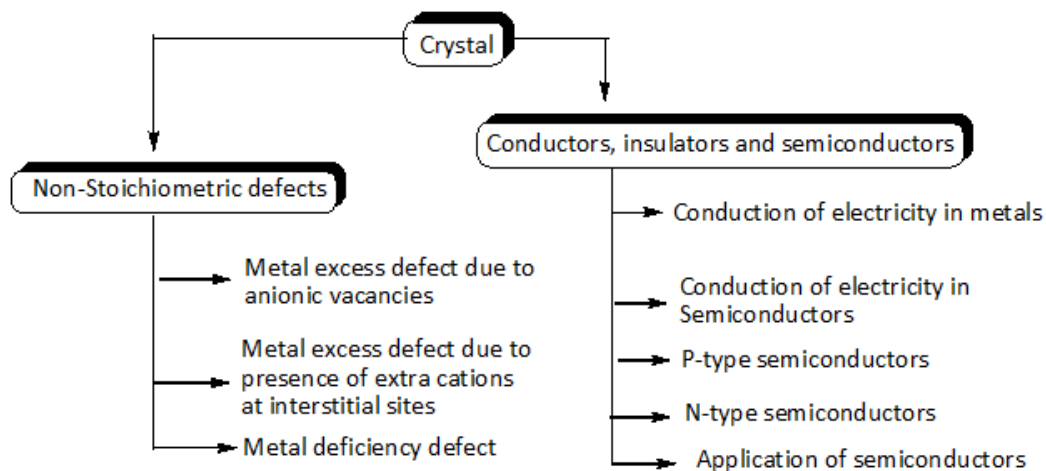 Crystal
Non-Stoichiometric defects
Metal excess defect due to
anionic vacancies
Metal excess defect due to
presence of extra cations
at interstitial sites
Metal deficiency defect
Conductors, insulators and semiconductors
Conduction of electricity in metals
Conduction of electricity in
Semiconductors
P-type semiconductors
N-type semiconductors
Application of semiconductors